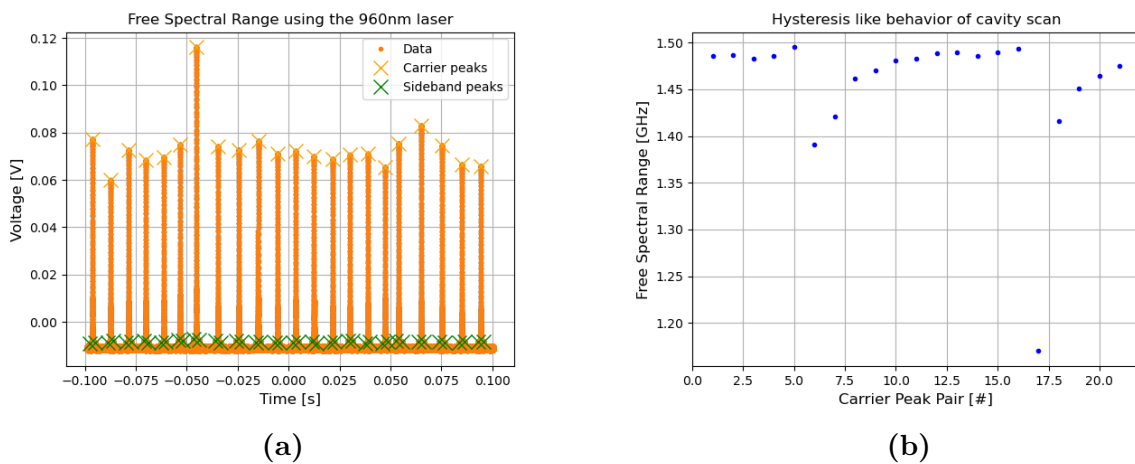 Free Spectral Range using the 960nm laser
Voltage [V]
0.12
0.10
0.08
0.06
0.04
0.02
0.00
Data
Carrier peaks
Sideband peaks
−0.100 −0.075 −0.050 −0.025 0.000 0.025 0.050 0.075 0.100
Time [s]
(a)
Hysteresis like behavior of cavity scan
Free Spectral Range [GHz]
1.50
1.45
1.40
1.35
1.30
1.25
1.20
0.0 2.5 5.0 7.5 10.0 12.5 15.0 17.5 20.0
Carrier Peak Pair [#]
(b)